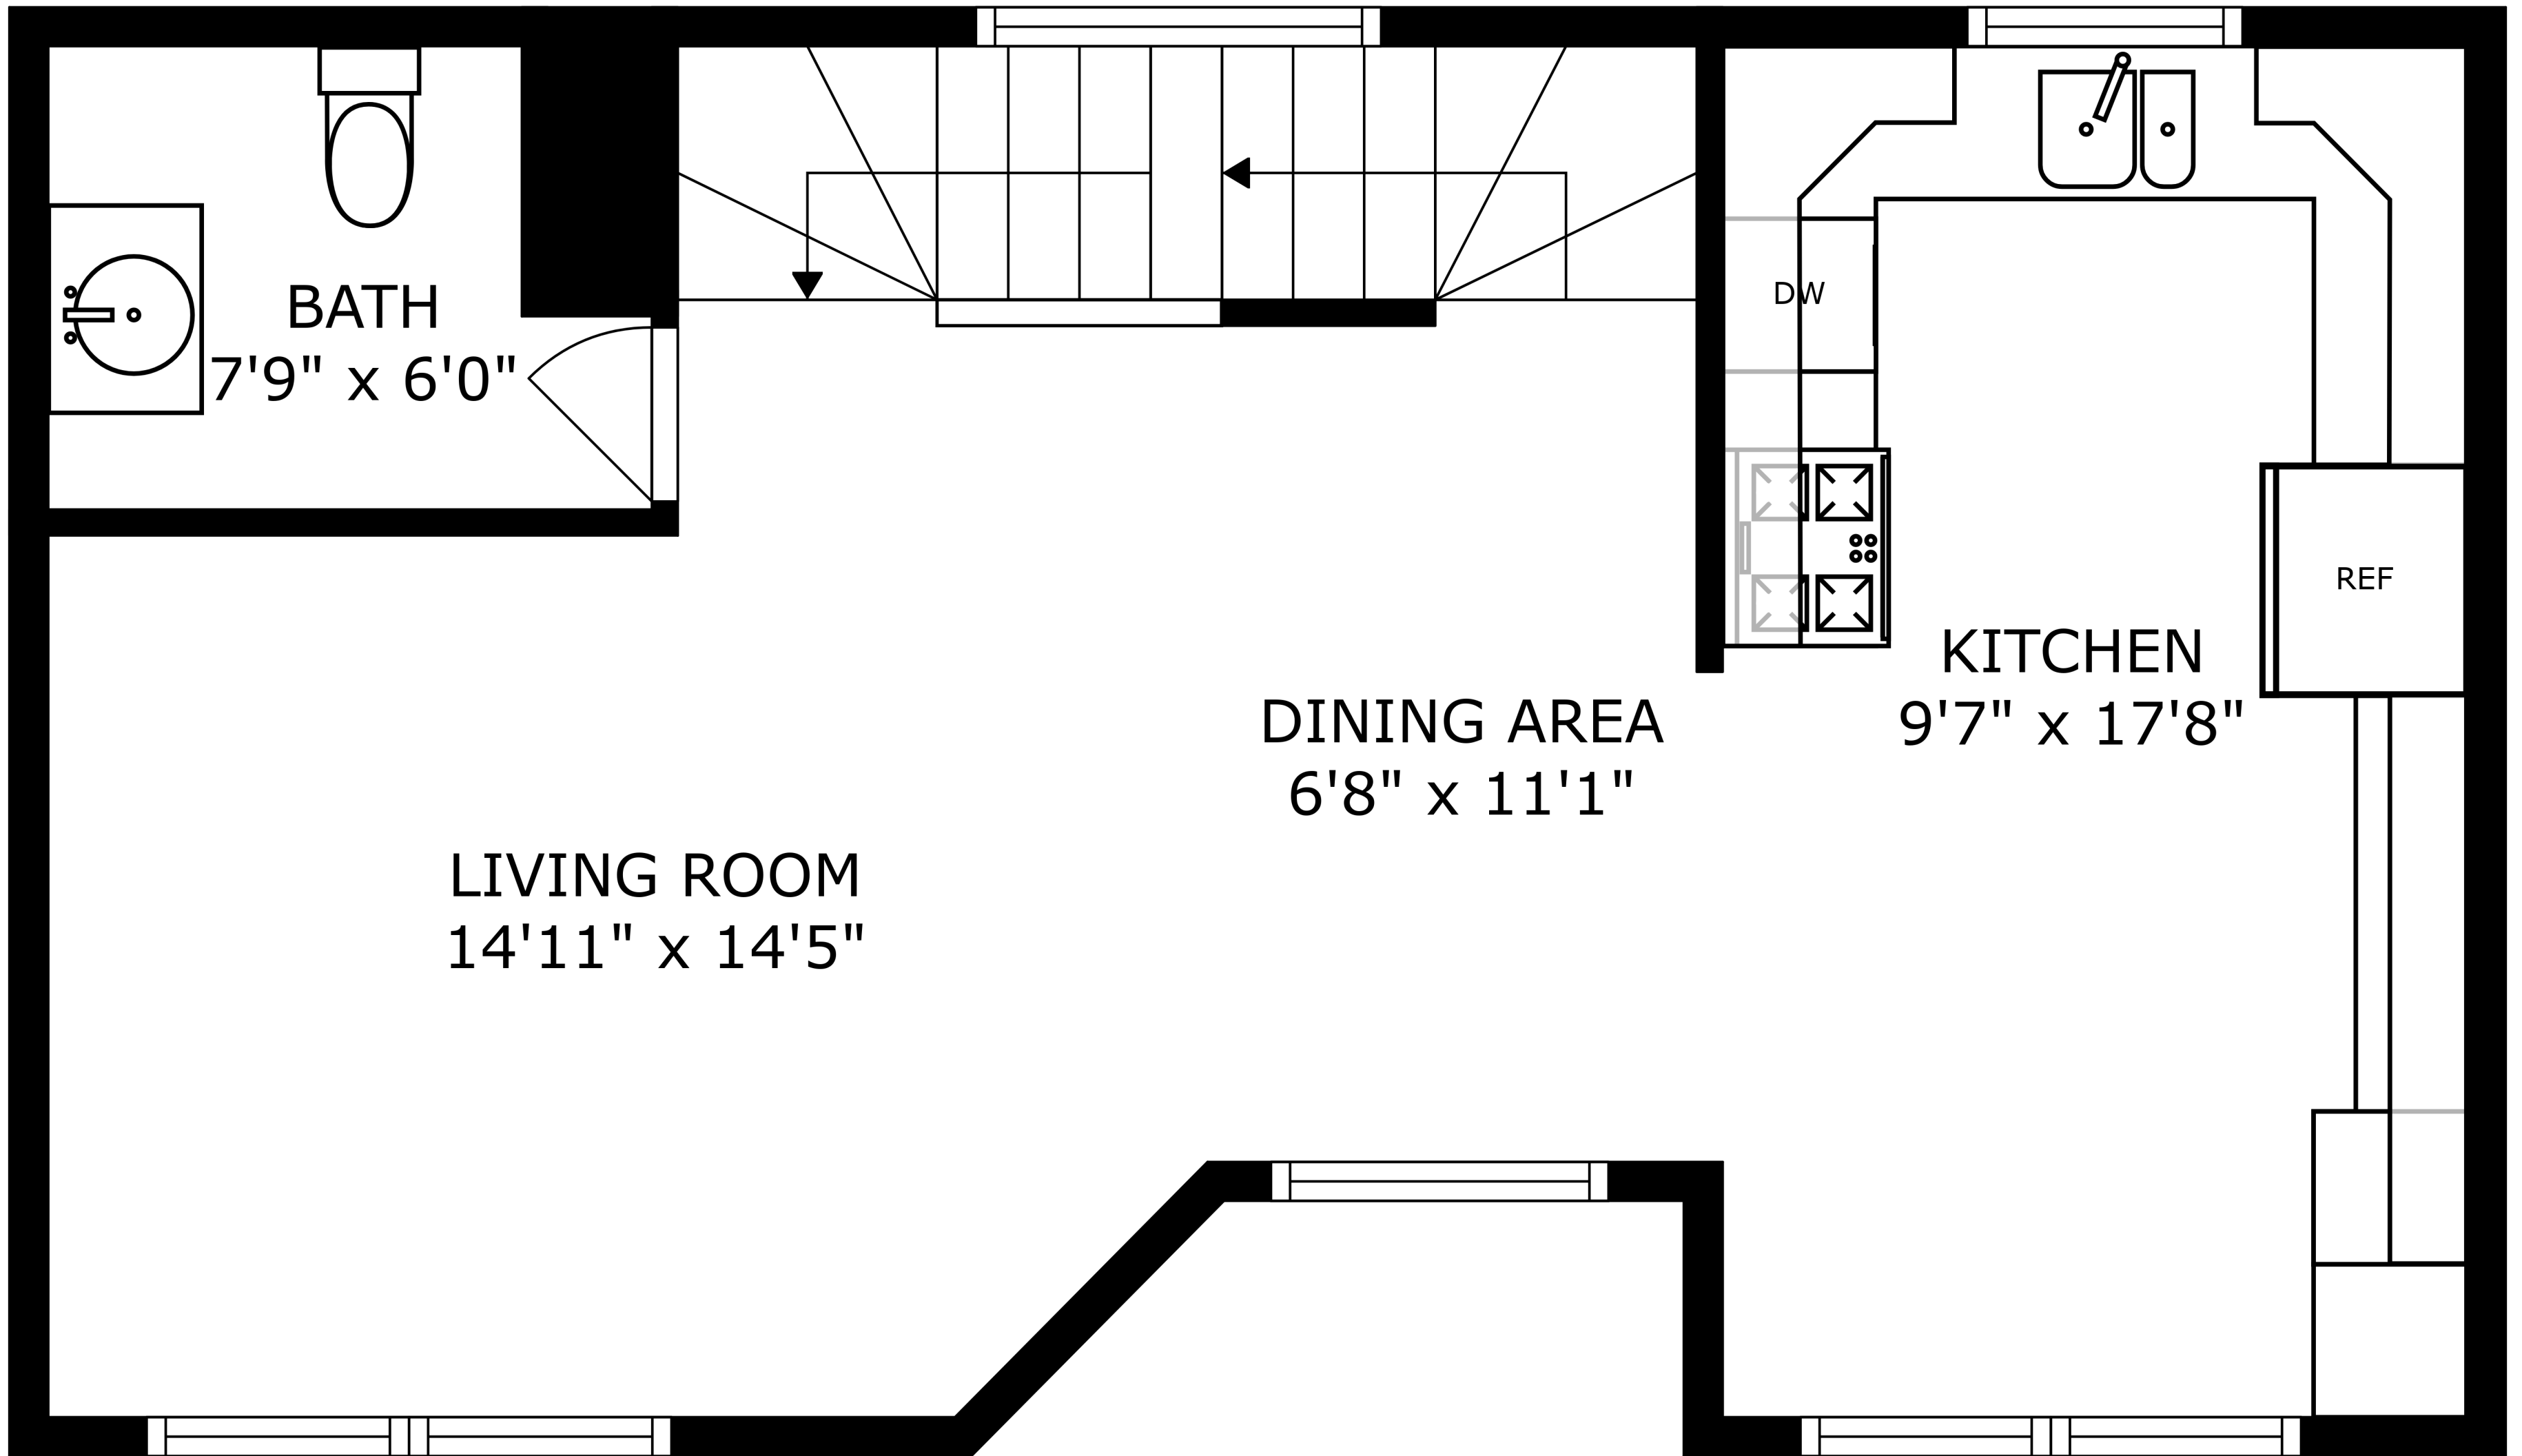 BATH
7'9" x 6'0"
DW
REF
KITCHEN
9'7" x 17'8"
DINING AREA
6'8" x 11'1"
LIVING ROOM
14'11" x 14'5"